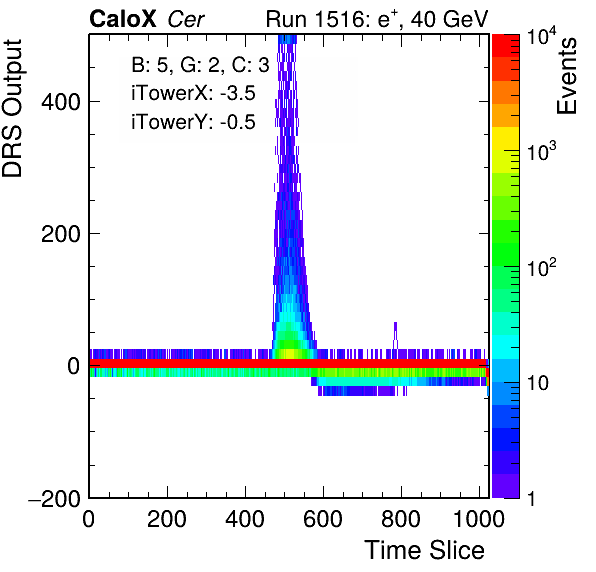 CaloX Cer Run 1516: e⁺, 40 GeV
B: 5, G: 2, C: 3
iTowerX: -3.5
iTowerY: -0.5
DRS Output
400
200
0
−200
0 200 400 600 800 1000
Time Slice
Events
10⁴
10³
10²
10
1